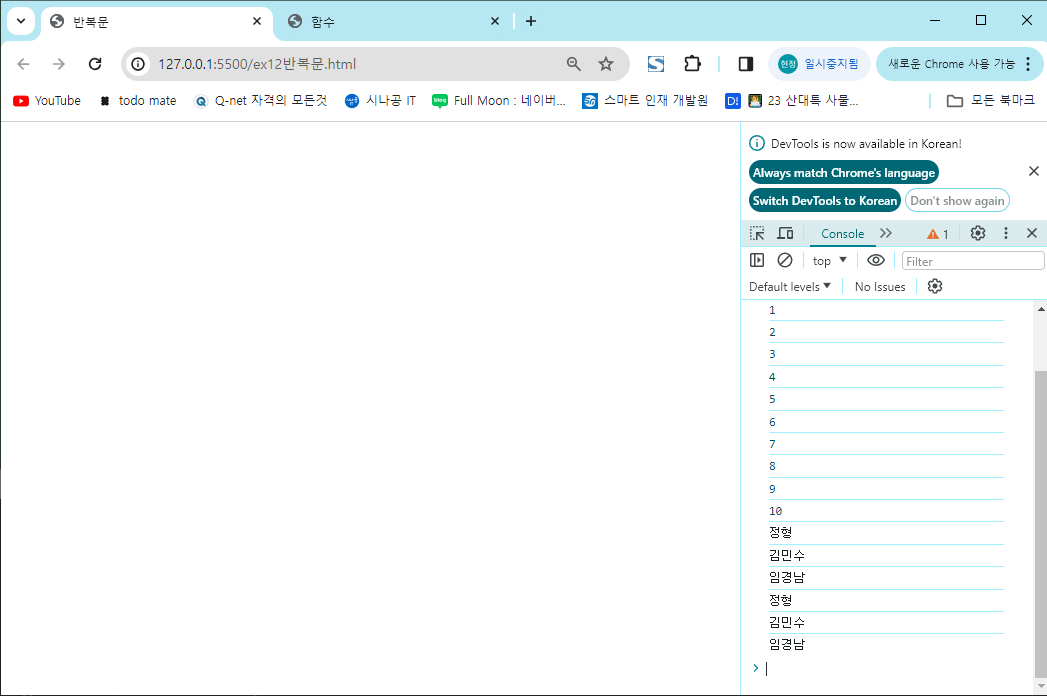 반복문
함수
127.0.0.1:5500/ex12반복문.html
현정 일시중지됨
새로운 Chrome 사용 가능
YouTube
todo mate
Q-net 자격의 모든것
시나공 IT
blog Full Moon : 네이버...
스마트 인재 개발원
D! 23 산대특 사물...
모든 북마크
DevTools is now available in Korean!
Always match Chrome's language
Switch DevTools to Korean
Don't show again
Console
1
top
Filter
Default levels
No Issues
1
2
3
4
5
6
7
8
9
10
정형
김민수
임경남
정형
김민수
임경남